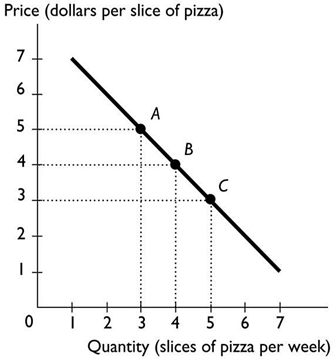 Price (dollars per slice of pizza)
7
6
5
4
3
2
1
A
B
C
0 1 2 3 4 5 6 7
Quantity (slices of pizza per week)